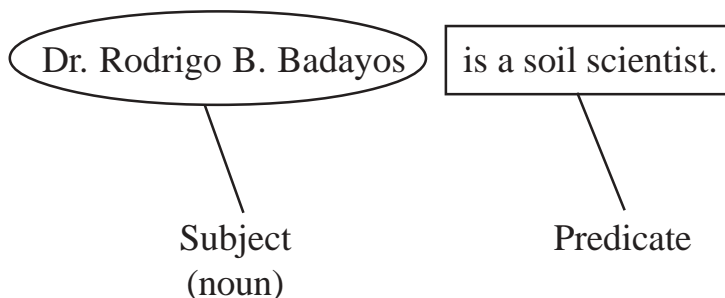 Dr. Rodrigo B. Badayos is a soil scientist.
Subject Predicate
(noun)